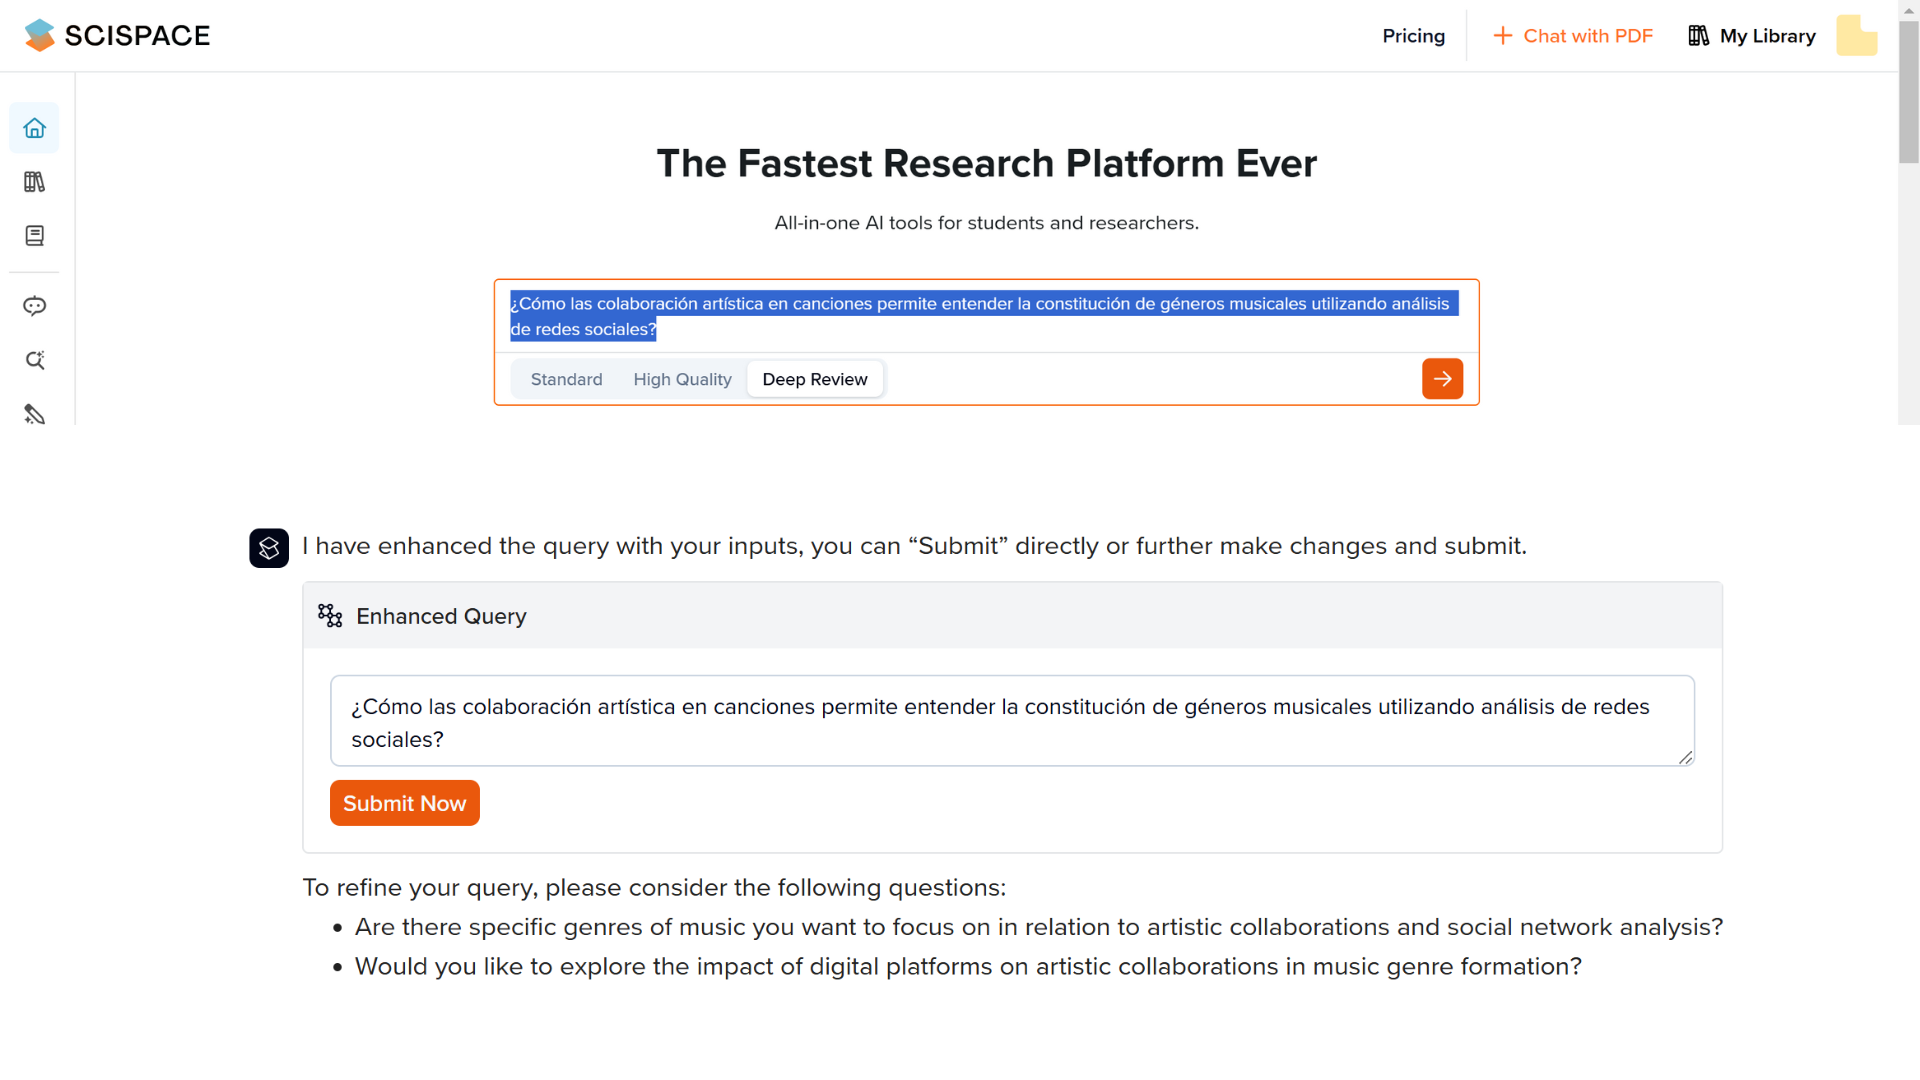 SCISPACE
Pricing
Chat with PDF
My Library
The Fastest Research Platform Ever
All-in-one AI tools for students and researchers.
¿Cómo las colaboración artística en canciones permite entender la constitución de géneros musicales utilizando análisis
de redes sociales?
Standard
High Quality
Deep Review
I have enhanced the query with your inputs, you can “Submit” directly or further make changes and submit.
Enhanced Query
¿Cómo las colaboración artística en canciones permite entender la constitución de géneros musicales utilizando análisis de redes
sociales?
Submit Now
To refine your query, please consider the following questions:
• Are there specific genres of music you want to focus on in relation to artistic collaborations and social network analysis?
• Would you like to explore the impact of digital platforms on artistic collaborations in music genre formation?